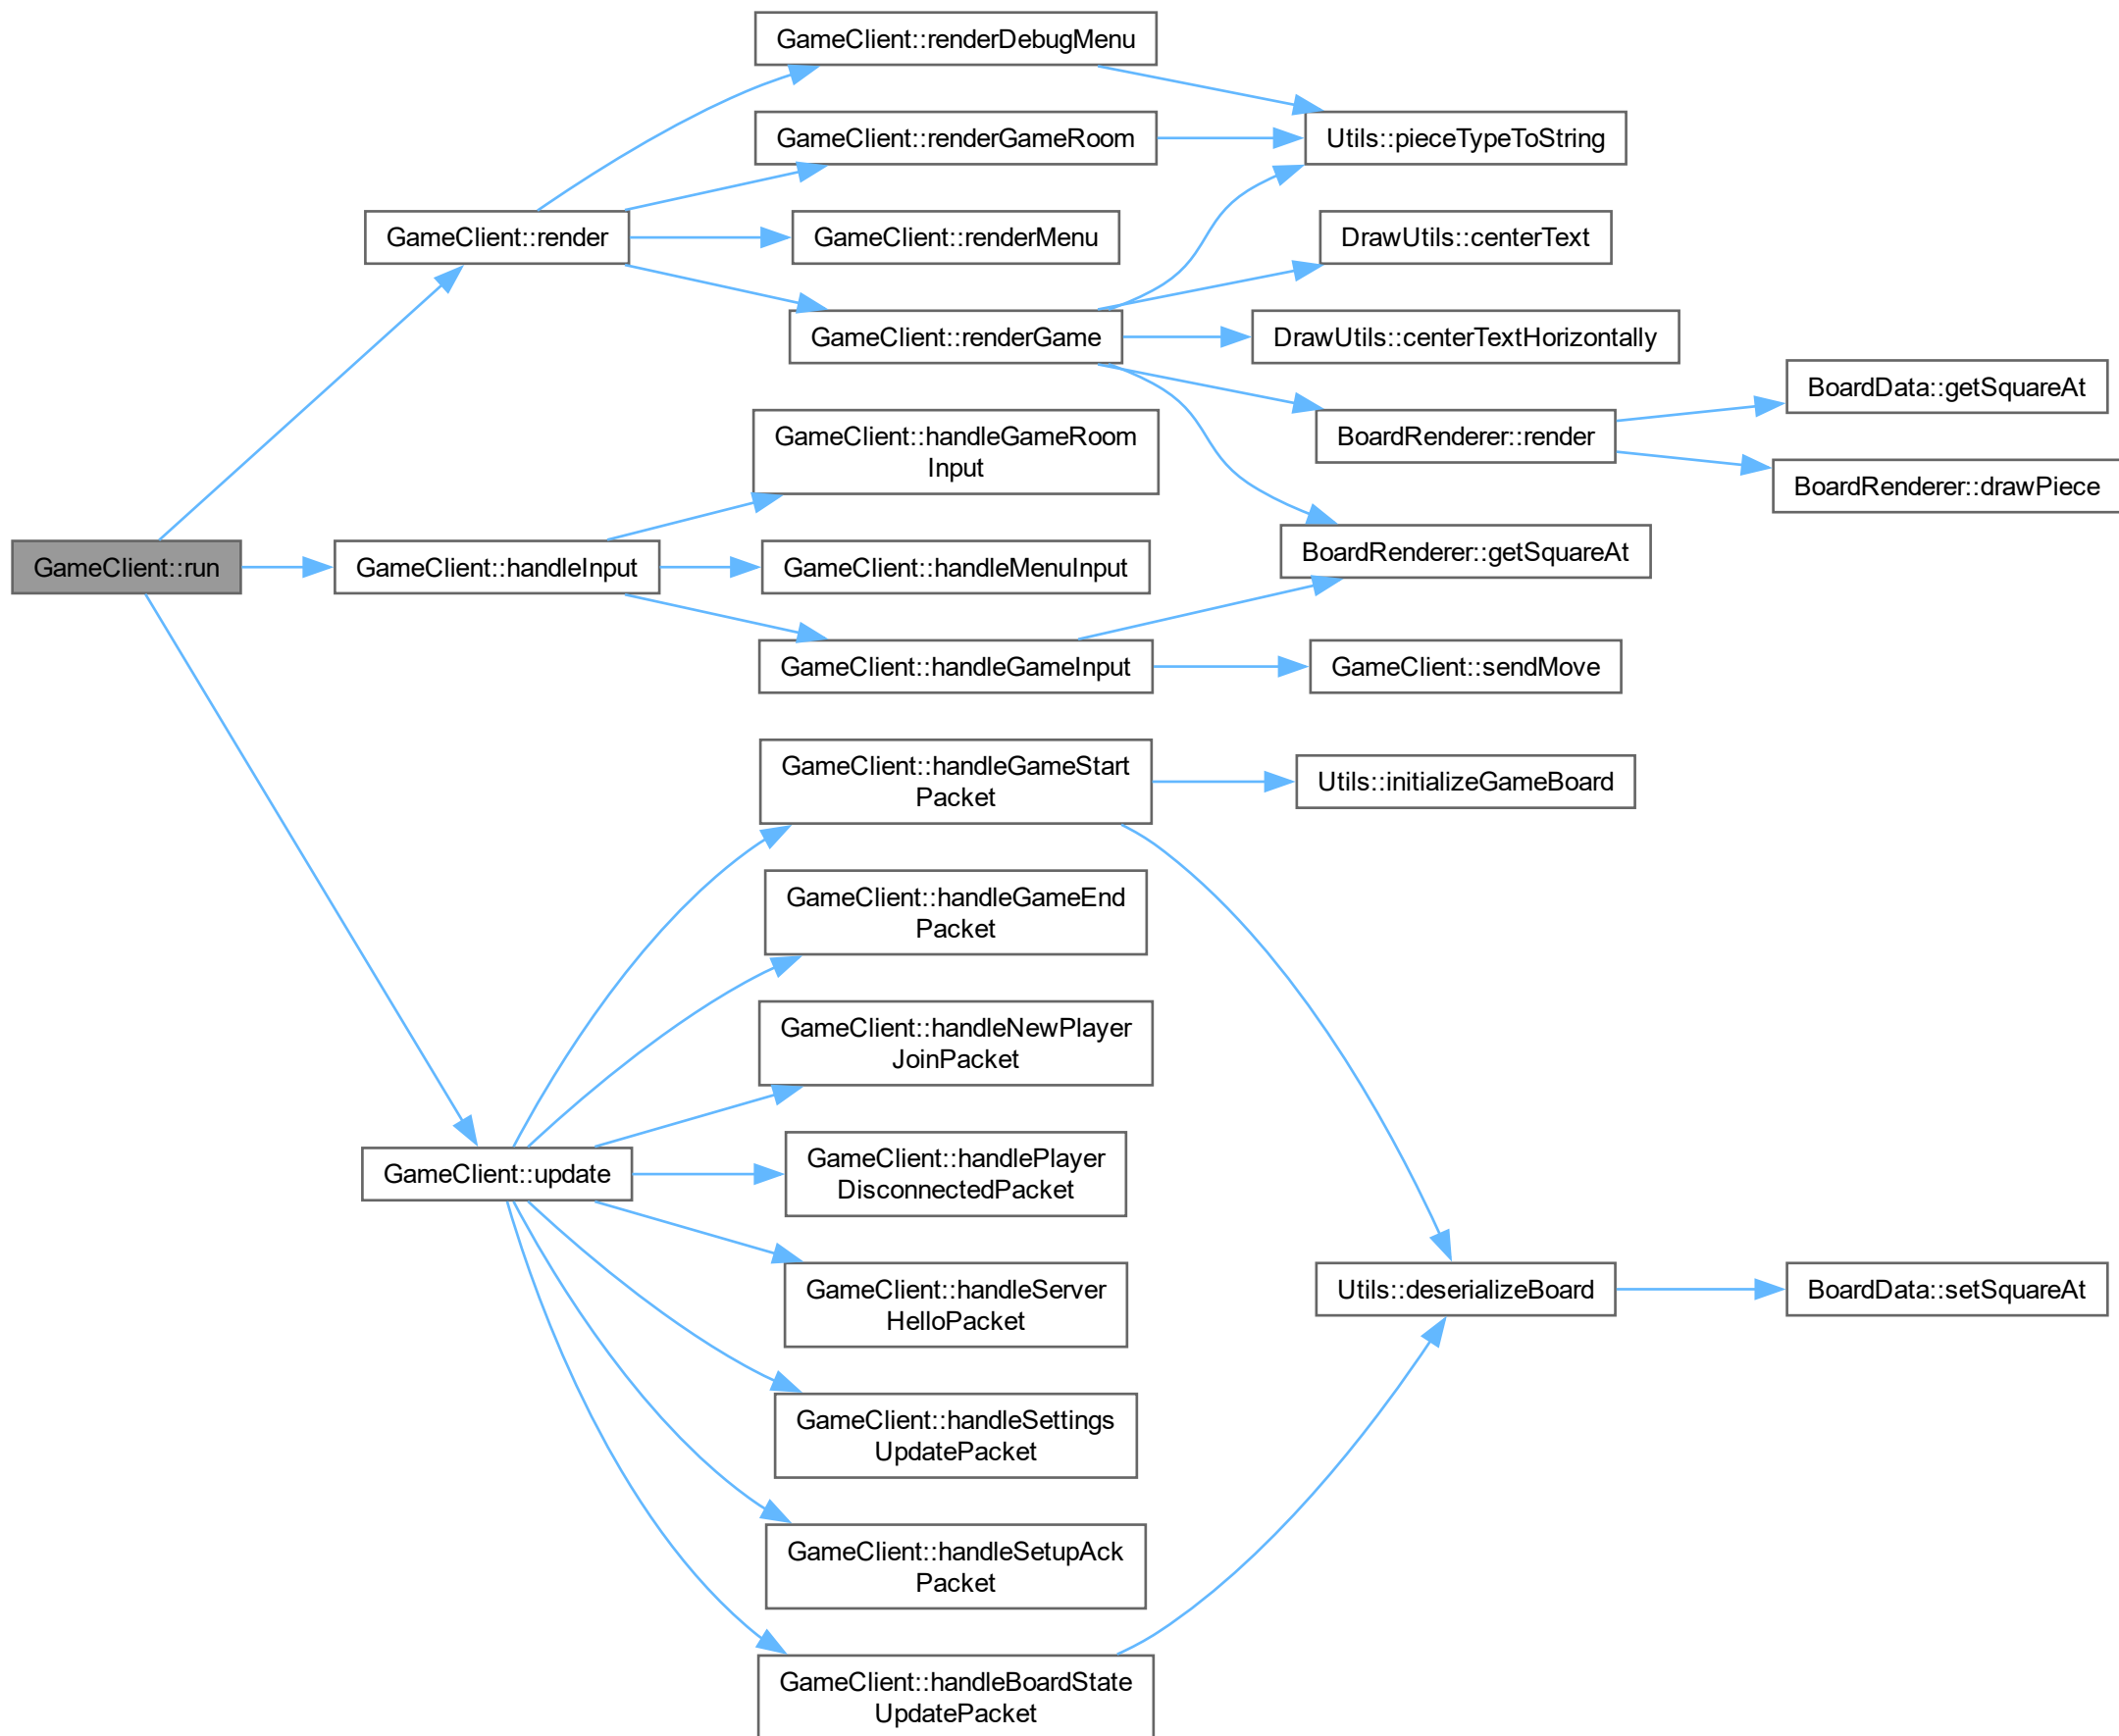 GameClient::run
GameClient::render
GameClient::handleInput
GameClient::update
GameClient::renderDebugMenu
GameClient::renderGameRoom
GameClient::renderMenu
GameClient::renderGame
GameClient::handleGameRoom
Input
GameClient::handleMenuInput
GameClient::handleGameInput
GameClient::handleGameStart
Packet
GameClient::handleGameEnd
Packet
GameClient::handleNewPlayer
JoinPacket
GameClient::handlePlayer
DisconnectedPacket
GameClient::handleServer
HelloPacket
GameClient::handleSettings
UpdatePacket
GameClient::handleSetupAck
Packet
GameClient::handleBoardState
UpdatePacket
Utils::pieceTypeToString
DrawUtils::centerText
DrawUtils::centerTextHorizontally
BoardRenderer::render
BoardRenderer::getSquareAt
GameClient::sendMove
Utils::initializeGameBoard
Utils::deserializeBoard
BoardData::getSquareAt
BoardRenderer::drawPiece
BoardData::setSquareAt